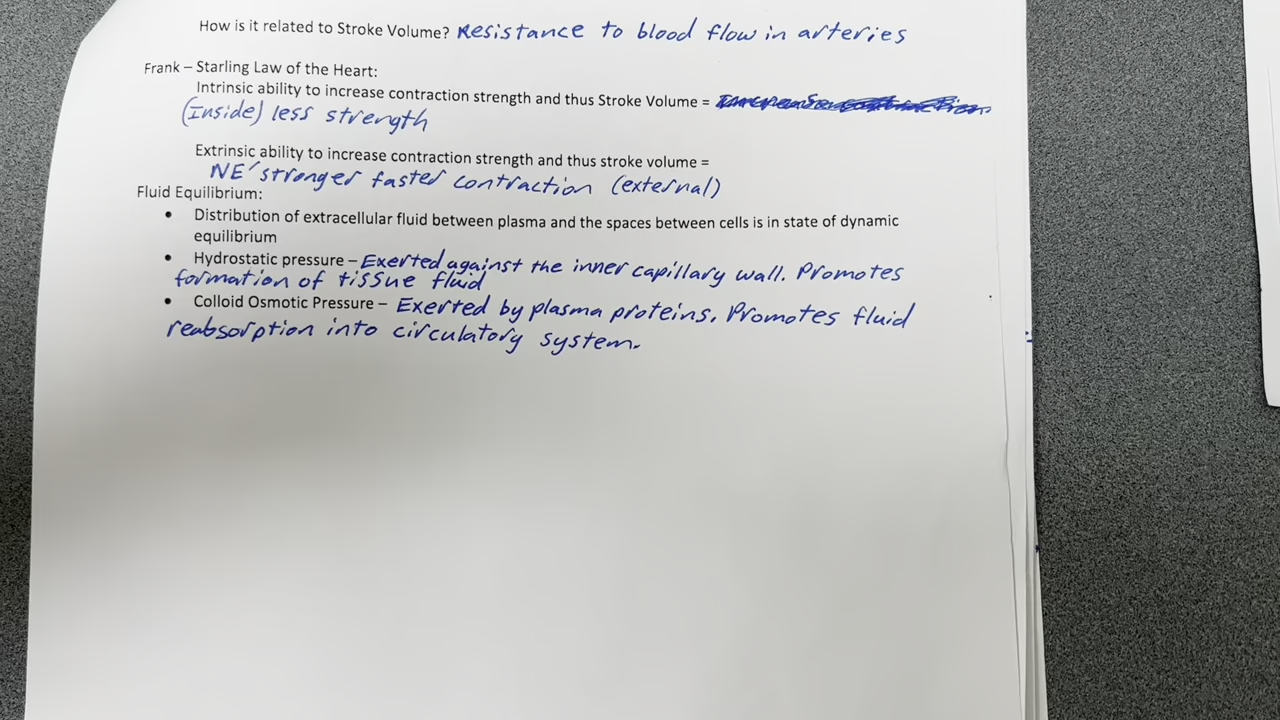 How is it related to Stroke Volume? Resistance to blood flow in arteries
Frank – Starling Law of the Heart:
Intrinsic ability to increase contraction strength and thus Stroke Volume =
(Inside) less strength
Extrinsic ability to increase contraction strength and thus stroke volume =
NE' stronger faster contraction (external)
Fluid Equilibrium:
• Distribution of extracellular fluid between plasma and the spaces between cells is in state of dynamic
equilibrium
• Hydrostatic pressure – Exerted against the inner capillary wall. Promotes
formation of tissue fluid
• Colloid Osmotic Pressure – Exerted by plasma proteins. Promotes fluid
reabsorption into circulatory system.